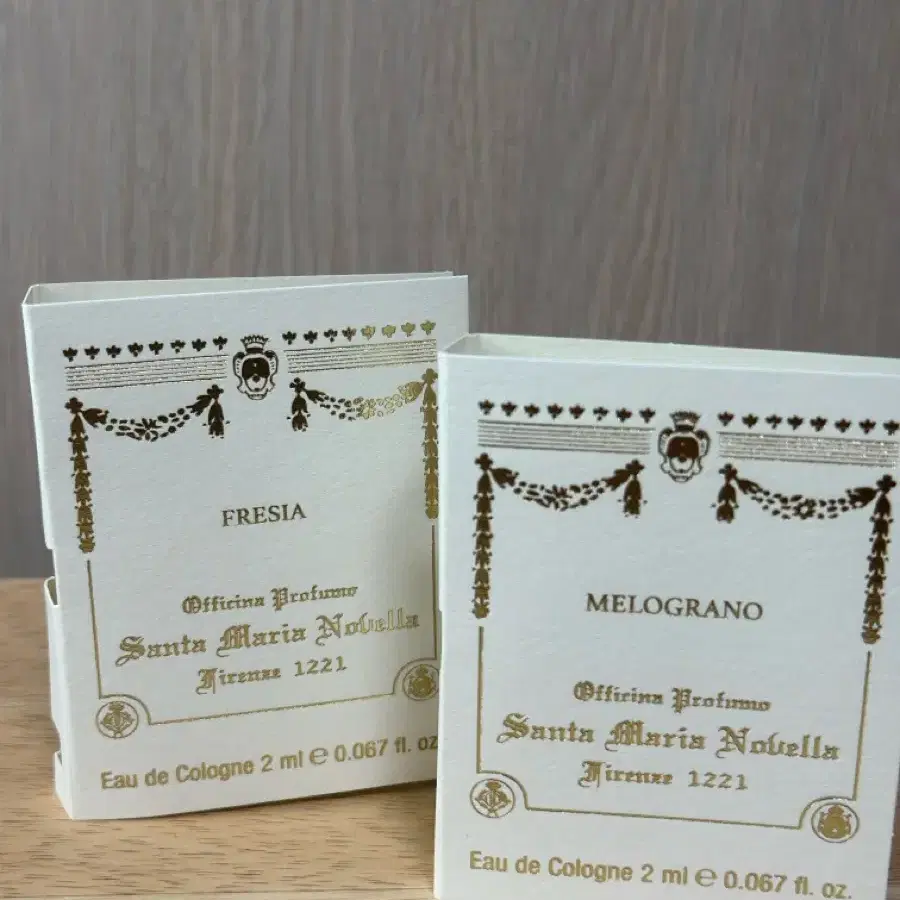 FRESIA
Officina Profumo
Santa Maria Novella
Firenze 1221
Eau de Cologne 2 ml ℮ 0.067 fl. oz
MELOGRANO
Officina Profumo
Santa Maria Novella
Firenze 1221
Eau de Cologne 2 ml ℮ 0.067 fl. oz.